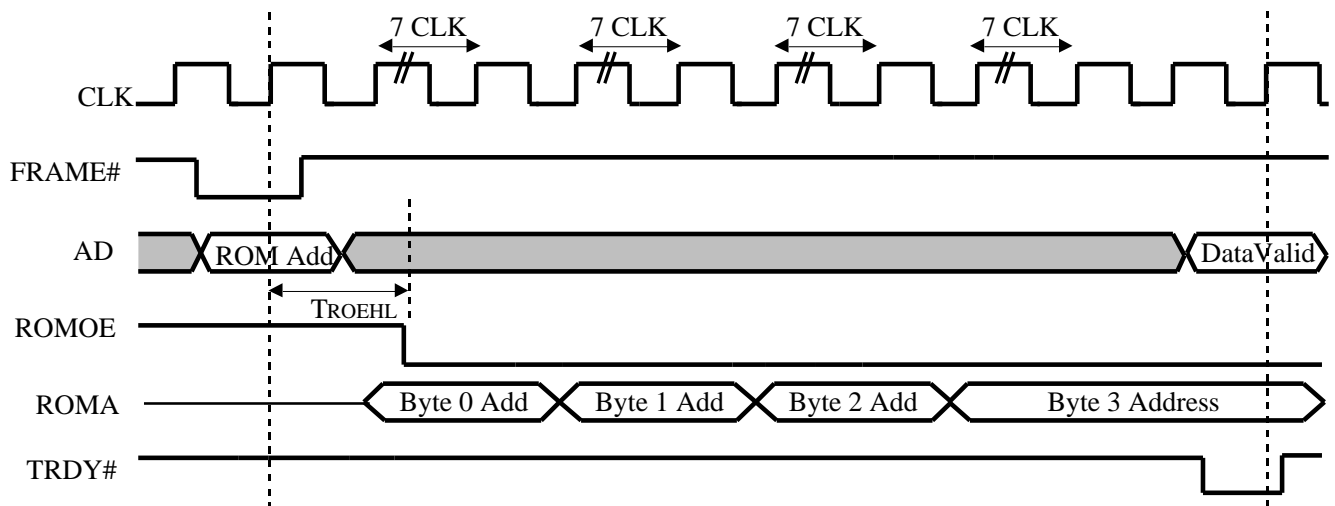 7 CLK 7 CLK 7 CLK 7 CLK
CLK
FRAME#
AD ROM Add DataValid
TROEHL
ROMOE
ROMA Byte 0 Add Byte 1 Add Byte 2 Add Byte 3 Address
TRDY#